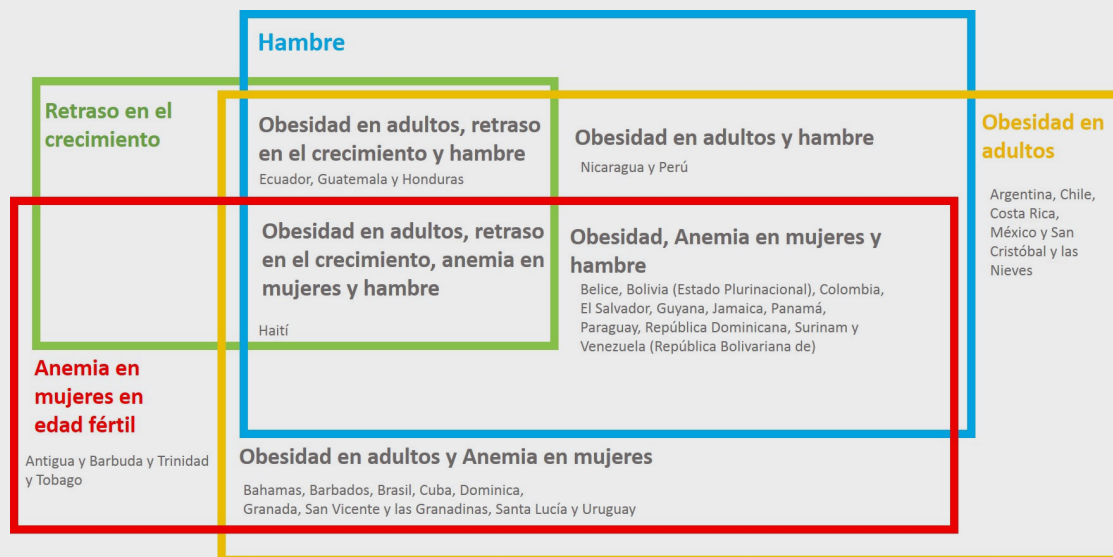 Hambre
Retraso en el
crecimiento
Obesidad en adultos, retraso
en el crecimiento y hambre
Ecuador, Guatemala y Honduras
Obesidad en adultos y hambre
Nicaragua y Perú
Obesidad en
adultos
Argentina, Chile,
Costa Rica,
México y San
Cristóbal y las
Nieves
Obesidad en adultos, retraso
en el crecimiento, anemia en
mujeres y hambre
Haití
Obesidad, Anemia en mujeres y
hambre
Belice, Bolivia (Estado Plurinacional), Colombia,
El Salvador, Guyana, Jamaica, Panamá,
Paraguay, República Dominicana, Surinam y
Venezuela (República Bolivariana de)
Anemia en
mujeres en
edad fértil
Antigua y Barbuda y Trinidad
y Tobago
Obesidad en adultos y Anemia en mujeres
Bahamas, Barbados, Brasil, Cuba, Dominica,
Granada, San Vicente y las Granadinas, Santa Lucía y Uruguay